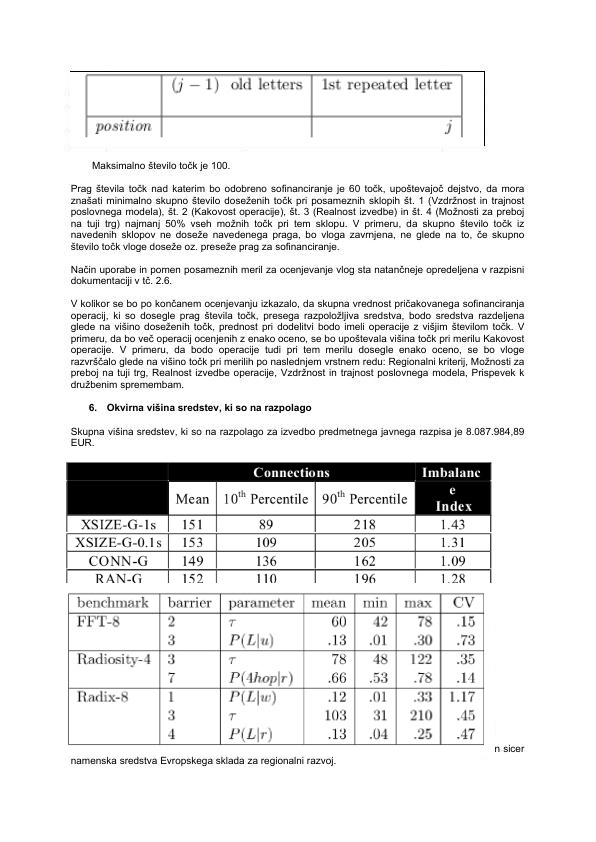 (j − 1) old letters 1st repeated letter
position j
Maksimalno število točk je 100.
Prag števila točk nad katerim bo odobreno sofinanciranje je 60 točk, upoštevajoč dejstvo, da mora
znašati minimalno skupno število doseženih točk pri posameznih sklopih št. 1 (Vzdržnost in trajnost
poslovnega modela), št. 2 (Kakovost operacije), št. 3 (Realnost izvedbe) in št. 4 (Možnosti za preboj
na tuji trg) najmanj 50% vseh možnih točk pri tem sklopu. V primeru, da skupno število točk iz
navedenih sklopov ne doseže navedenega praga, bo vloga zavrnjena, ne glede na to, če skupno
število točk vloge doseže oz. preseže prag za sofinanciranje.
Način uporabe in pomen posameznih meril za ocenjevanje vlog sta natančneje opredeljena v razpisni
dokumentaciji v tč. 2.6.
V kolikor se bo po končanem ocenjevanju izkazalo, da skupna vrednost pričakovanega sofinanciranja
operacij, ki so dosegle prag števila točk, presega razpoložljiva sredstva, bodo sredstva razdeljena
glede na višino doseženih točk, prednost pri dodelitvi bodo imeli operacije z višjim številom točk. V
primeru, da bo več operacij ocenjenih z enako oceno, se bo upoštevala višina točk pri merilu Kakovost
operacije. V primeru, da bodo operacije tudi pri tem merilu dosegle enako oceno, se bo vloge
razvrščalo glede na višino točk pri merilih po naslednjem vrstnem redu: Regionalni kriterij, Možnosti za
preboj na tuji trg, Realnost izvedbe operacije, Vzdržnost in trajnost poslovnega modela, Prispevek k
družbenim spremembam.
6. Okvirna višina sredstev, ki so na razpolago
Skupna višina sredstev, ki so na razpolago za izvedbo predmetnega javnega razpisa je 8.087.984,89
EUR.
Connections Imbalanc
e
Mean 10th Percentile 90th Percentile Index
XSIZE-G-1s 151 89 218 1.43
XSIZE-G-0.1s 153 109 205 1.31
CONN-G 149 136 162 1.09
RAN-G 152 110 196 1.28
benchmark barrier parameter mean min max CV
FFT-8 2 τ 60 42 78 .15
3 P(L|u) .13 .01 .30 .73
Radiosity-4 3 τ 78 48 122 .35
7 P(4hop|r) .66 .53 .78 .14
Radix-8 1 P(L|w) .12 .01 .33 1.17
3 τ 103 31 210 .45
4 P(L|r) .13 .04 .25 .47
n sicer
namenska sredstva Evropskega sklada za regionalni razvoj.